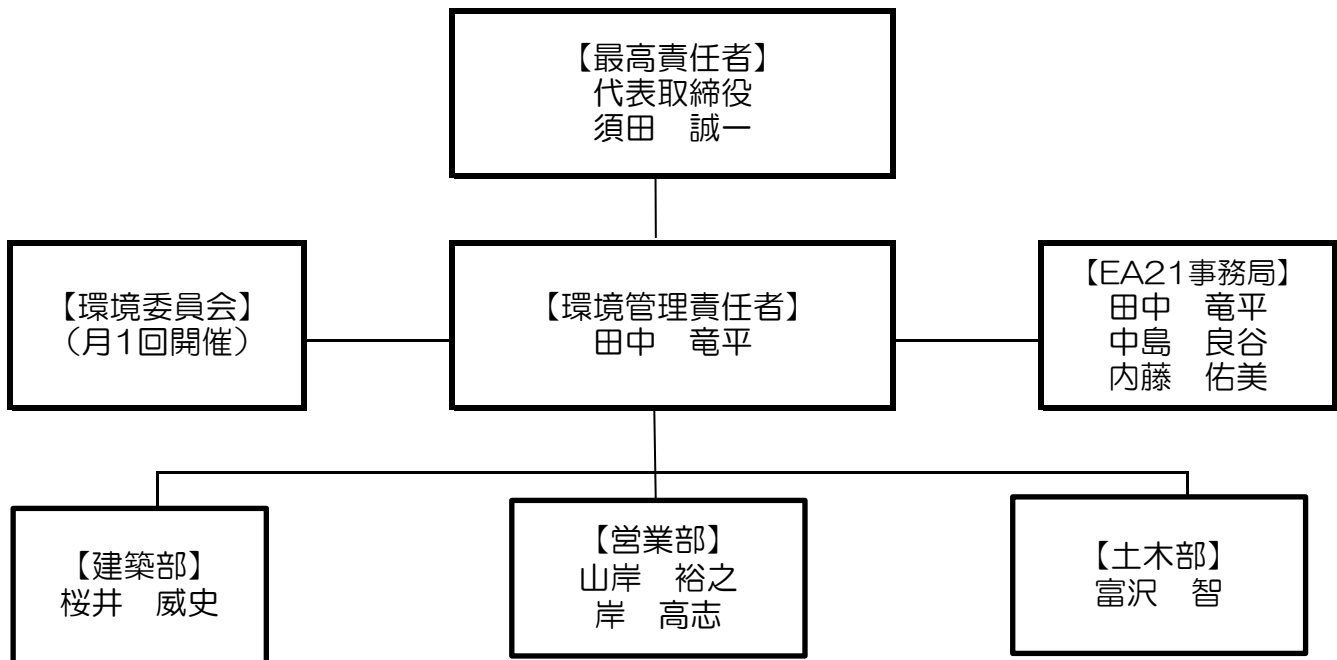 【最高責任者】
代表取締役
須田　誠一
【環境委員会】
（月1回開催）
【環境管理責任者】
田中　竜平
【EA21事務局】
田中　竜平
中島　良谷
内藤　佑美
【建築部】
桜井　威史
【営業部】
山岸　裕之
岸　高志
【土木部】
富沢　智